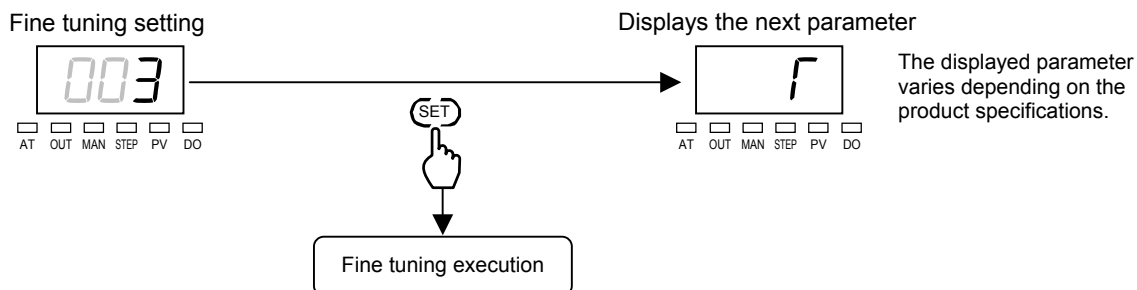 Fine tuning setting
003
AT OUT MAN STEP PV DO
SET
Fine tuning execution
Displays the next parameter
Γ
AT OUT MAN STEP PV DO
The displayed parameter
varies depending on the
product specifications.